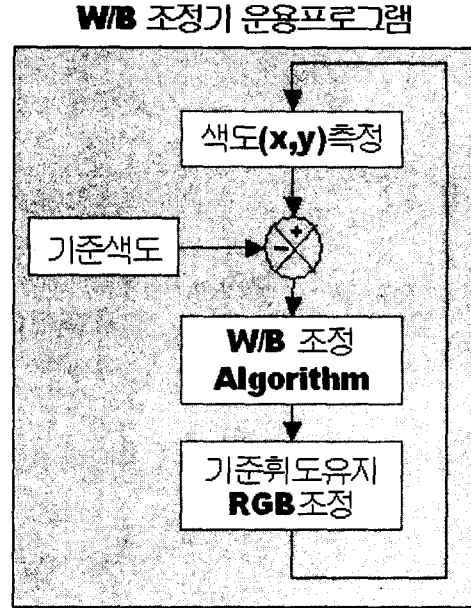 W/B 조정기 운용프로그램
색도(x,y)측정
+
기준색도
-
W/B 조정
Algorithm
기준휘도유지
RGB조정